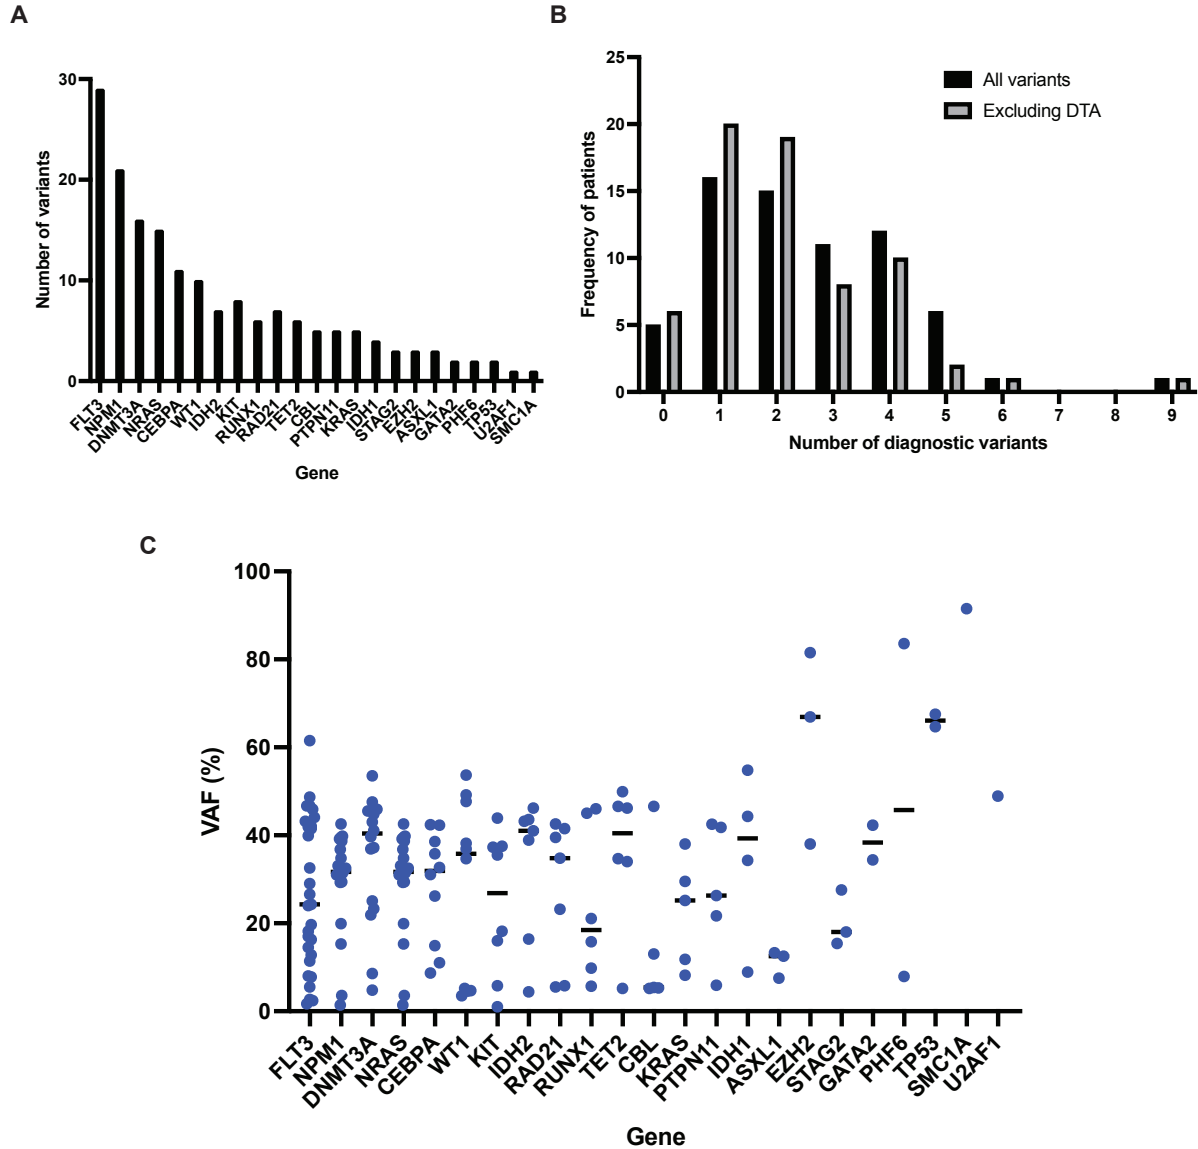 A
Number of variants
30
20
10
0
FLT3
NPM1
DNMT3A
NRAS
CEBPA
WT1
IDH2
KIT
RUNX1
RAD21
TET2
CBL
PTPN11
KRAS
IDH1
STAG2
EZH2
ASXL1
GATA2
PHF6
TP53
U2AF1
SMC1A
Gene
B
Frequency of patients
25
20
15
10
5
0
All variants
Excluding DTA
0 1 2 3 4 5 6 7 8 9
Number of diagnostic variants
C
VAF (%)
100
80
60
40
20
0
FLT3
NPM1
DNMT3A
NRAS
CEBPA
WT1
KIT
IDH2
RAD21
RUNX1
TET2
CBL
KRAS
PTPN11
IDH1
ASXL1
EZH2
STAG2
GATA2
PHF6
TP53
SMC1A
U2AF1
Gene